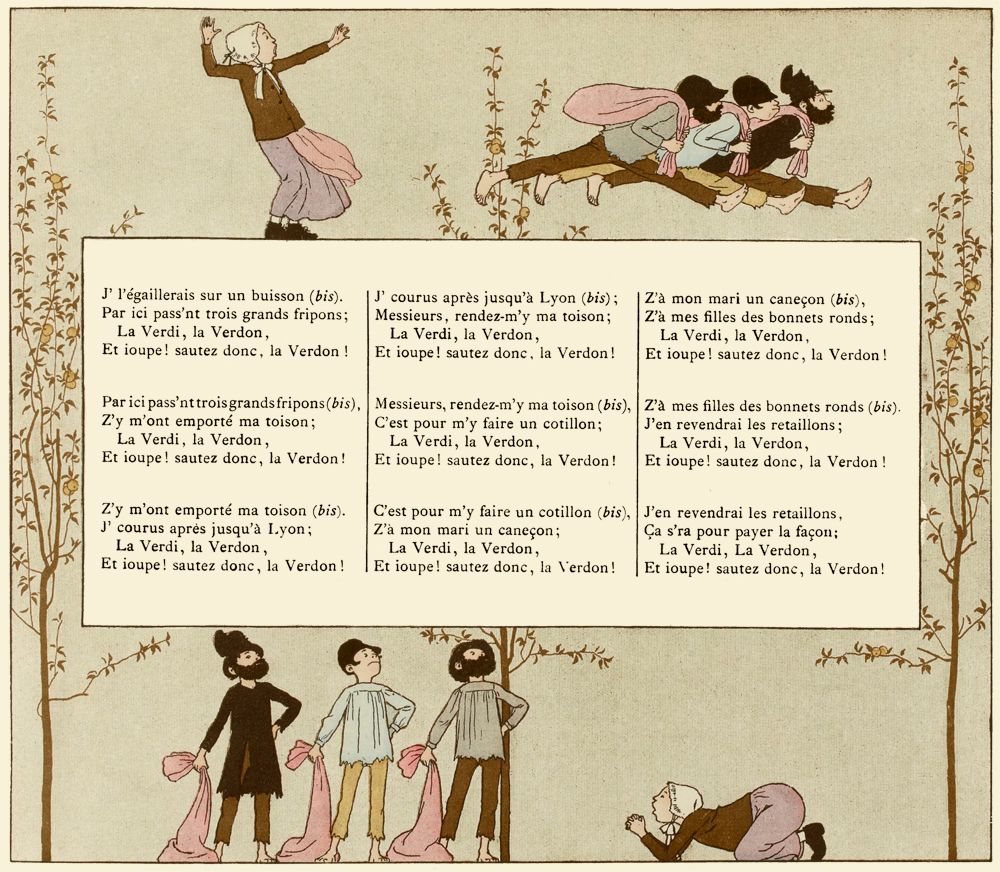 J' l'égaillerais sur un buisson (bis).
Par ici pass'nt trois grands fripons;
La Verdi, la Verdon,
Et ioupe! sautez donc, la Verdon!
Par ici pass'nt trois grands fripons (bis),
Z'y m'ont emporté ma toison;
La Verdi, la Verdon,
Et ioupe! sautez donc, la Verdon!
Z'y m'ont emporté ma toison (bis).
J' courus après jusqu'à Lyon;
La Verdi, la Verdon,
Et ioupe! sautez donc, la Verdon!
J' courus après jusqu'à Lyon (bis);
Messieurs, rendez-m'y ma toison;
La Verdi, la Verdon,
Et ioupe! sautez donc, la Verdon!
Messieurs, rendez-m'y ma toison (bis),
C'est pour m'y faire un cotillon;
La Verdi, la Verdon,
Et ioupe! sautez donc, la Verdon!
C'est pour m'y faire un cotillon (bis),
Z'à mon mari un caneçon;
La Verdi, la Verdon,
Et ioupe! sautez donc, la Verdon!
Z'à mon mari un caneçon (bis),
Z'à mes filles des bonnets ronds;
La Verdi, la Verdon,
Et ioupe! sautez donc, la Verdon!
Z'à mes filles des bonnets ronds (bis).
J'en revendrai les retaillons;
La Verdi, la Verdon,
Et ioupe! sautez donc, la Verdon!
J'en revendrai les retaillons,
Ça s'ra pour payer la façon;
La Verdi, La Verdon,
Et ioupe! sautez donc, la Verdon!